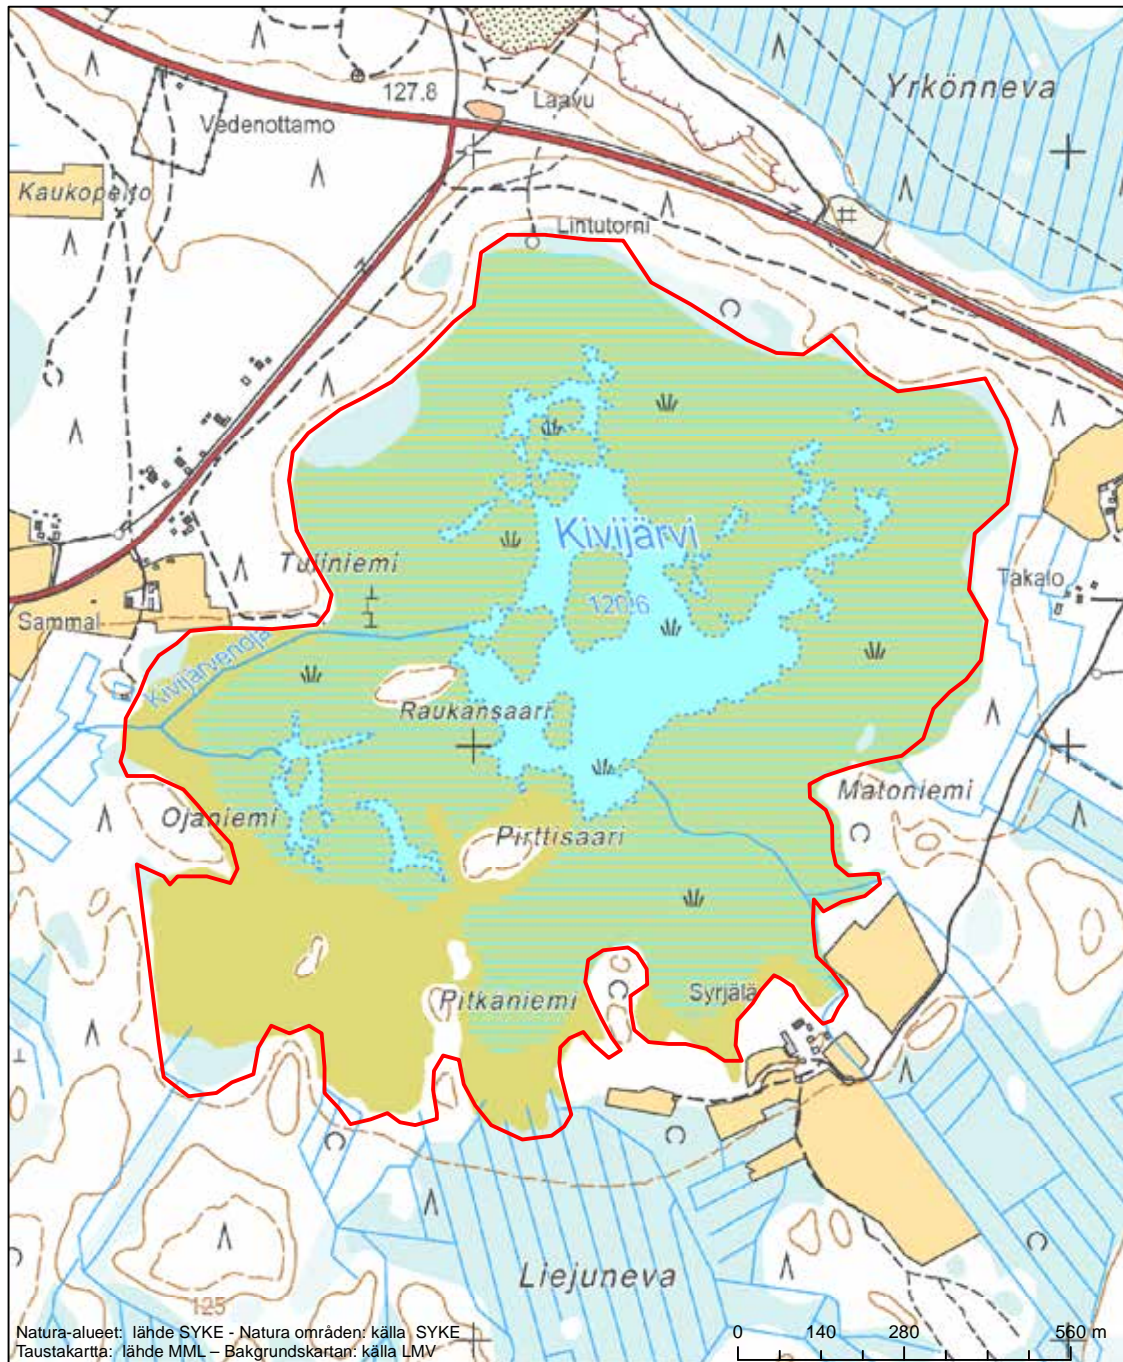 Yrkönneva
127.8
Laavu
Vedenottamo
Kaukopelto
Lintutorni
Kivijärvi
Tuliniemi
Takalo
120.6
Sammal
Kivijärvenoja
Raukansaari
Matoniemi
Ojaniemi
Pirttisaari
Pitkäniemi
Syrjälä
Liejuneva
125
Natura-alueet: lähde SYKE - Natura områden: källa SYKE
Taustakartta: lähde MML – Bakgrundskartan: källa LMV
0 140 280 560 m